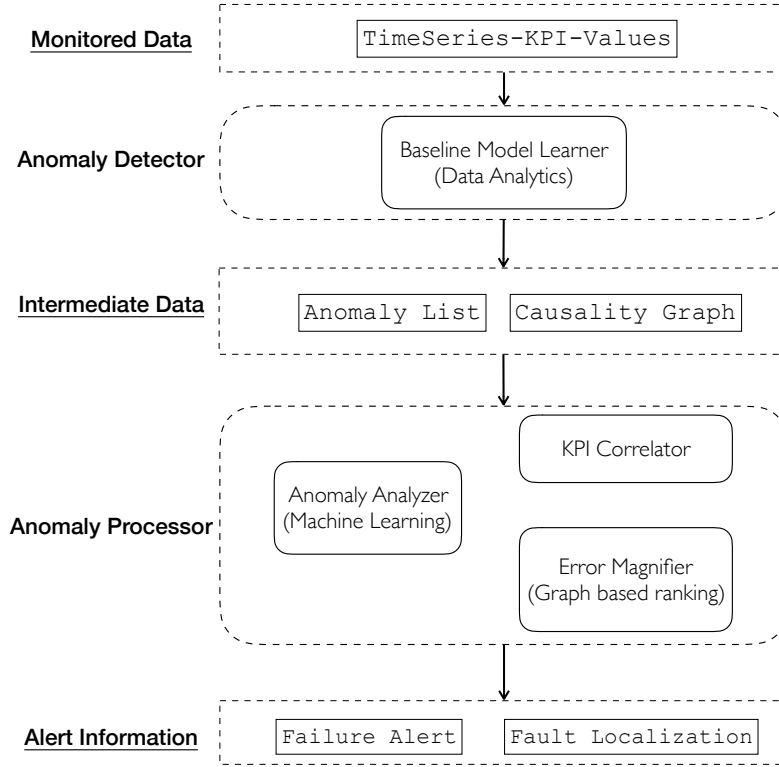 Monitored Data
TimeSeries-KPI-Values
Anomaly Detector
Baseline Model Learner
(Data Analytics)
Intermediate Data
Anomaly List
Causality Graph
Anomaly Processor
KPI Correlator
Anomaly Analyzer
(Machine Learning)
Error Magnifier
(Graph based ranking)
Alert Information
Failure Alert
Fault Localization